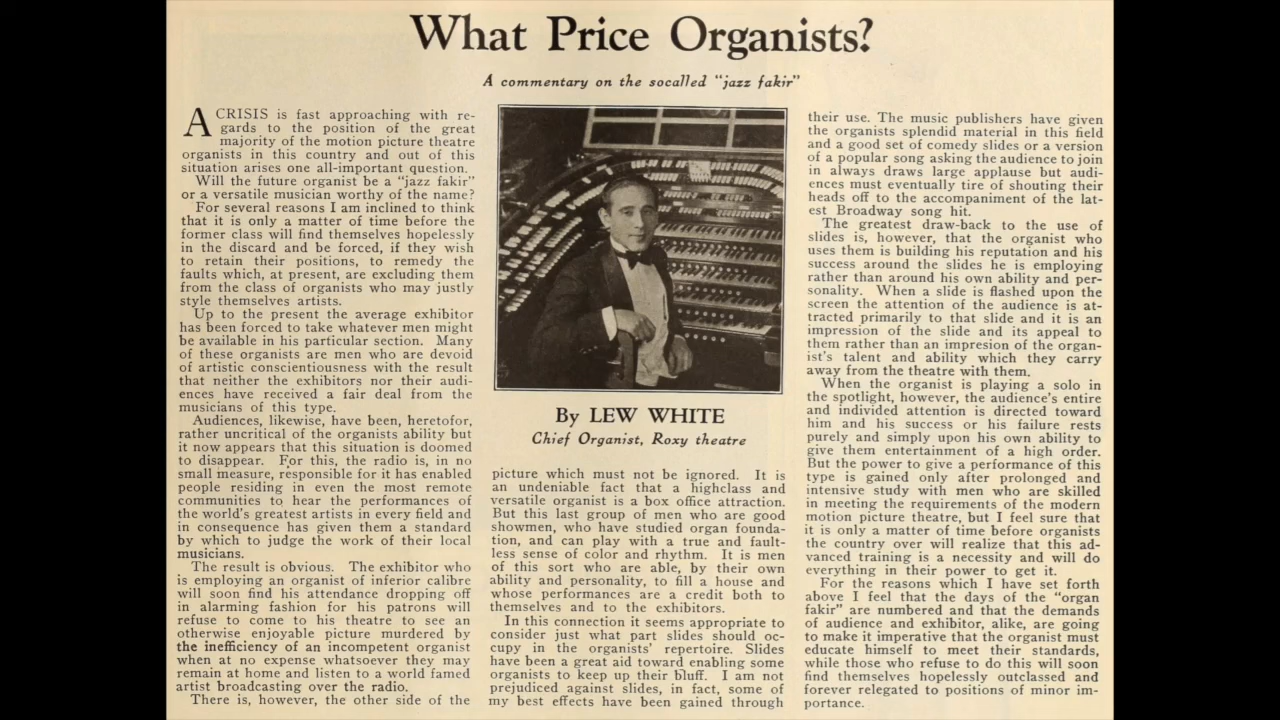 What Price Organists?
A commentary on the socalled "jazz fakir"
A CRISIS is fast approaching with re-
gards to the position of the great
majority of the motion picture theatre
organists in this country and out of this
situation arises one all-important question.
Will the future organist be a "jazz fakir"
or a versatile musician worthy of the name?
For several reasons I am inclined to think
that it is only a matter of time before the
former class will find themselves hopelessly
in the discard and be forced, if they wish
to retain their positions, to remedy the
faults which, at present, are excluding them
from the class of organists who may justly
style themselves artists.
Up to the present the average exhibitor
has been forced to take whatever men might
be available in his particular section. Many
of these organists are men who are devoid
of artistic conscientiousness with the result
that neither the exhibitors nor their audi-
ences have received a fair deal from the
musicians of this type.
Audiences, likewise, have been, heretofor,
rather uncritical of the organists ability but
it now appears that this situation is doomed
to disappear. For this, the radio is, in no
small measure, responsible for it has enabled
people residing in even the most remote
communities to hear the performances of
the world's greatest artists in every field and
in consequence has given them a standard
by which to judge the work of their local
musicians.
The result is obvious. The exhibitor who
is employing an organist of inferior calibre
will soon find his attendance dropping off
in alarming fashion for his patrons will
refuse to come to his theatre to see an
otherwise enjoyable picture murdered by
the inefficiency of an incompetent organist
when at no expense whatsoever they may
remain at home and listen to a world famed
artist broadcasting over the radio.
There is, however, the other side of the
By LEW WHITE
Chief Organist, Roxy theatre
picture which must not be ignored. It is
an undeniable fact that a highclass and
versatile organist is a box office attraction.
But this last group of men who are good
showmen, who have studied organ founda-
tion, and can play with a true and fault-
less sense of color and rhythm. It is men
of this sort who are able, by their own
ability and personality, to fill a house and
whose performances are a credit both to
themselves and to the exhibitors.
In this connection it seems appropriate to
consider just what part slides should oc-
cupy in the organists' repertoire. Slides
have been a great aid toward enabling some
organists to keep up their bluff. I am not
prejudiced against slides, in fact, some of
my best effects have been gained through
their use. The music publishers have given
the organists splendid material in this field
and a good set of comedy slides or a version
of a popular song asking the audience to join
in always draws large applause but audi-
ences must eventually tire of shouting their
heads off to the accompaniment of the lat-
est Broadway song hit.
The greatest draw-back to the use of
slides is, however, that the organist who
uses them is building his reputation and his
success around the slides he is employing
rather than around his own ability and per-
sonality. When a slide is flashed upon the
screen the attention of the audience is at-
tracted primarily to that slide and it is an
impression of the slide and its appeal to
them rather than an impresion of the organ-
ist's talent and ability which they carry
away from the theatre with them.
When the organist is playing a solo in
the spotlight, however, the audience's entire
and individed attention is directed toward
him and his success or his failure rests
purely and simply upon his own ability to
give them entertainment of a high order.
But the power to give a performance of this
type is gained only after prolonged and
intensive study with men who are skilled
in meeting the requirements of the modern
motion picture theatre, but I feel sure that
it is only a matter of time before organists
the country over will realize that this ad-
vanced training is a necessity and will do
everything in their power to get it.
For the reasons which I have set forth
above I feel that the days of the "organ
fakir" are numbered and that the demands
of audience and exhibitor, alike, are going
to make it imperative that the organist must
educate himself to meet their standards,
while those who refuse to do this will soon
find themselves hopelessly outclassed and
forever relegated to positions of minor im-
portance.